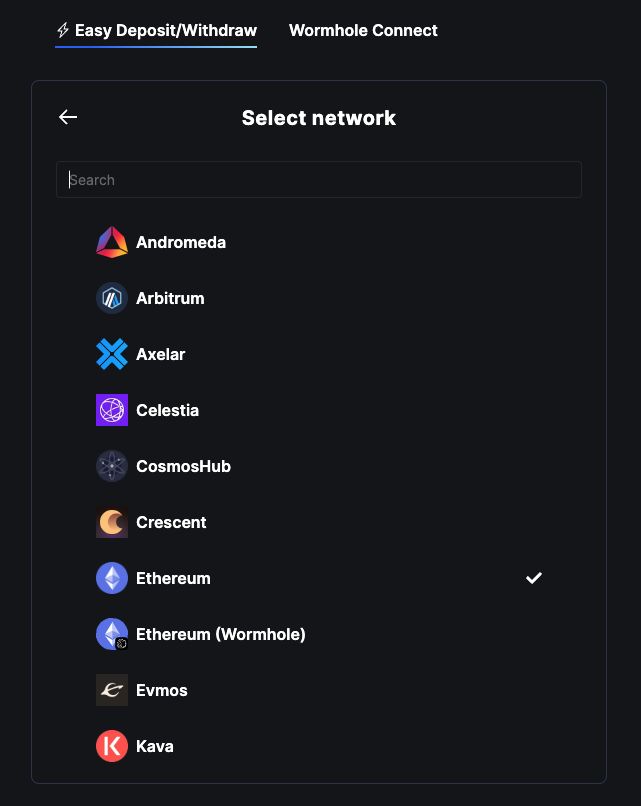 Easy Deposit/Withdraw
Wormhole Connect
Select network
Search
Andromeda
Arbitrum
Axelar
Celestia
CosmosHub
Crescent
Ethereum
Ethereum (Wormhole)
Evmos
Kava